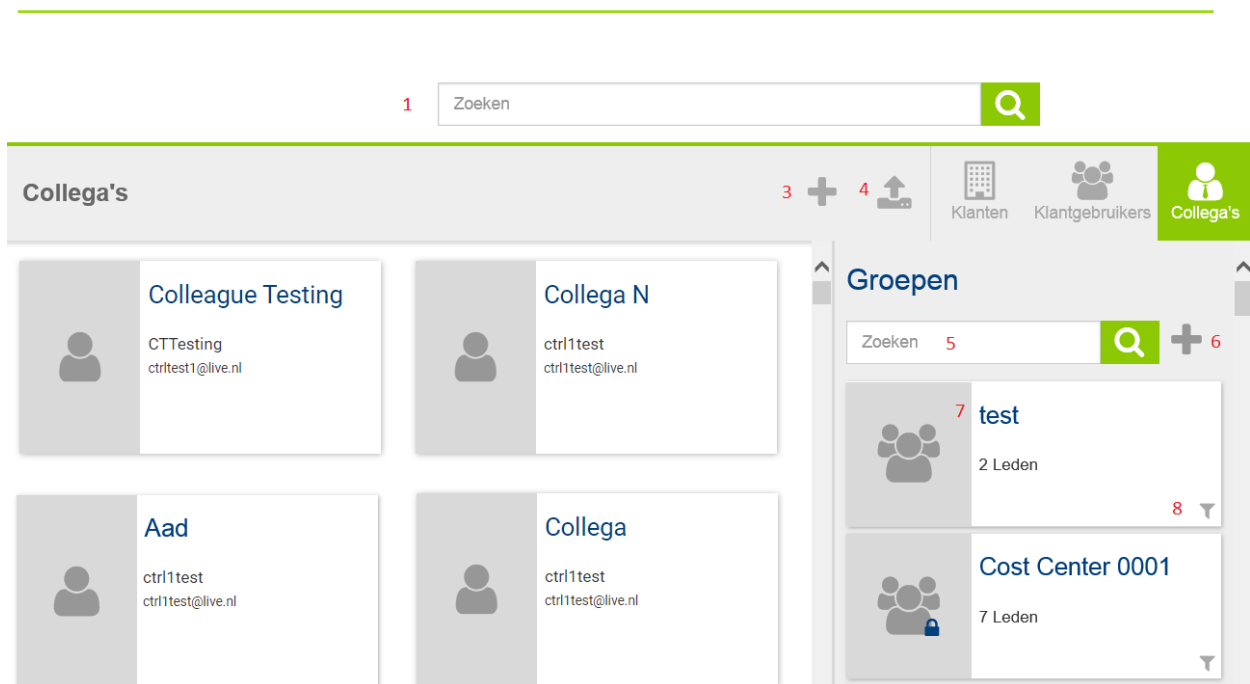 1 Zoeken
Collega's 3 4 Klanten Klantgebruikers Collega's
Colleague Testing
CTTesting
ctrltest1@live.nl
Collega N
ctrl1test
ctrl1test@live.nl
Aad
ctrl1test
ctrl1test@live.nl
Collega
ctrl1test
ctrl1test@live.nl
Groepen
Zoeken 5 6
7 test
2 Leden
8
Cost Center 0001
7 Leden